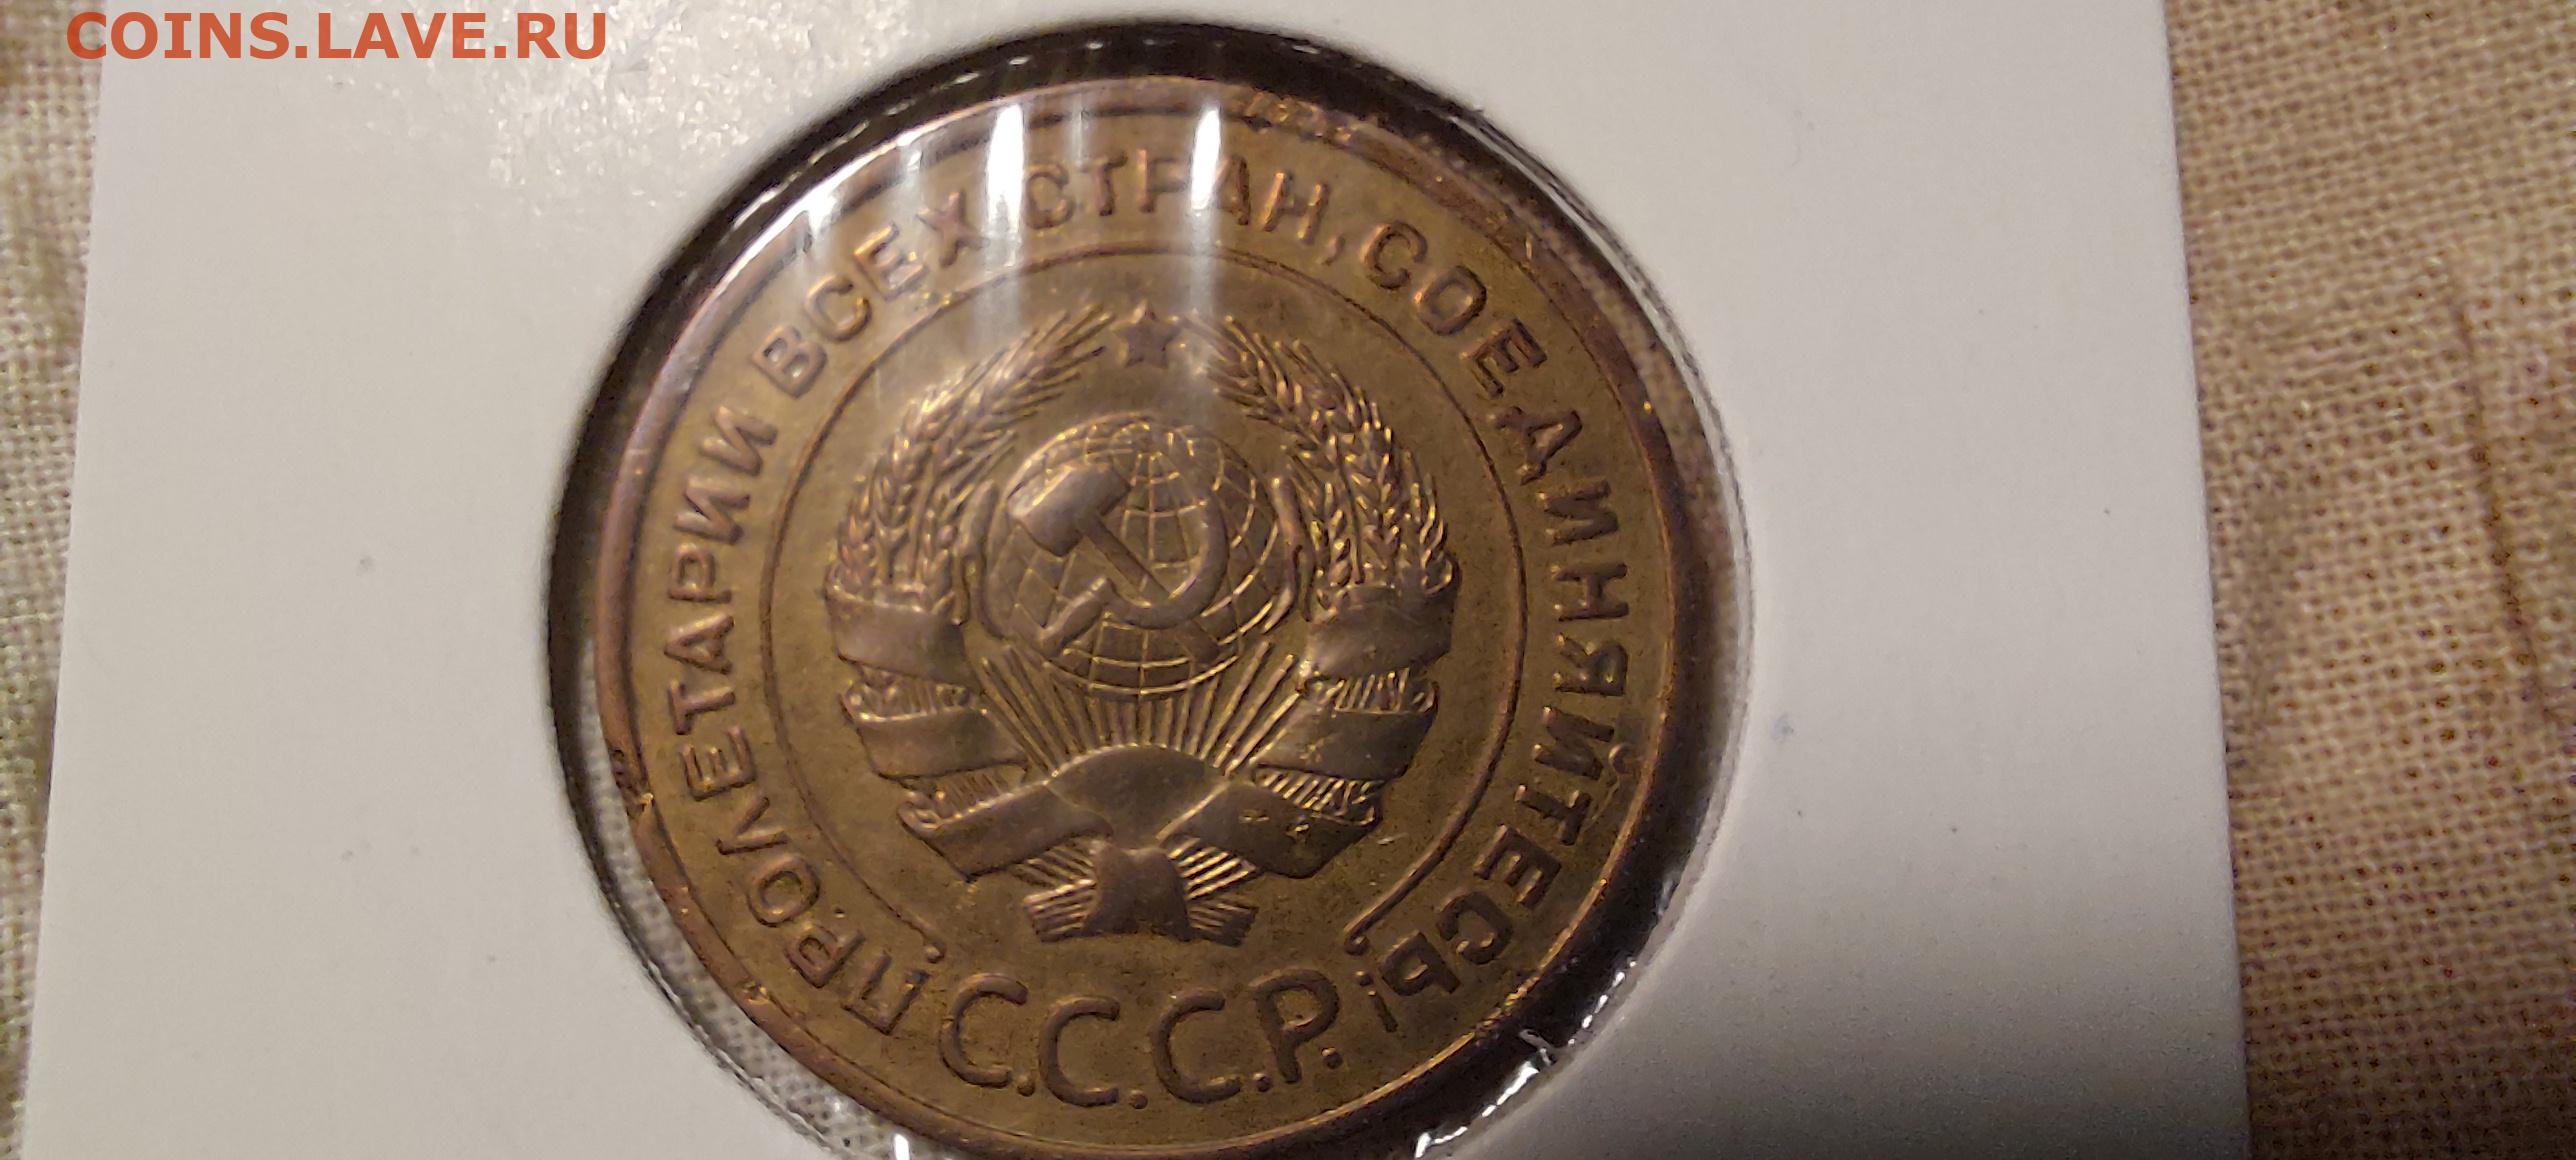 COINS.LAVE.RU
ПРОЛЕТАРИИ ВСЕХ СТРАН, СОЕДИНЯЙТЕСЬ!
С.С.С.Р.